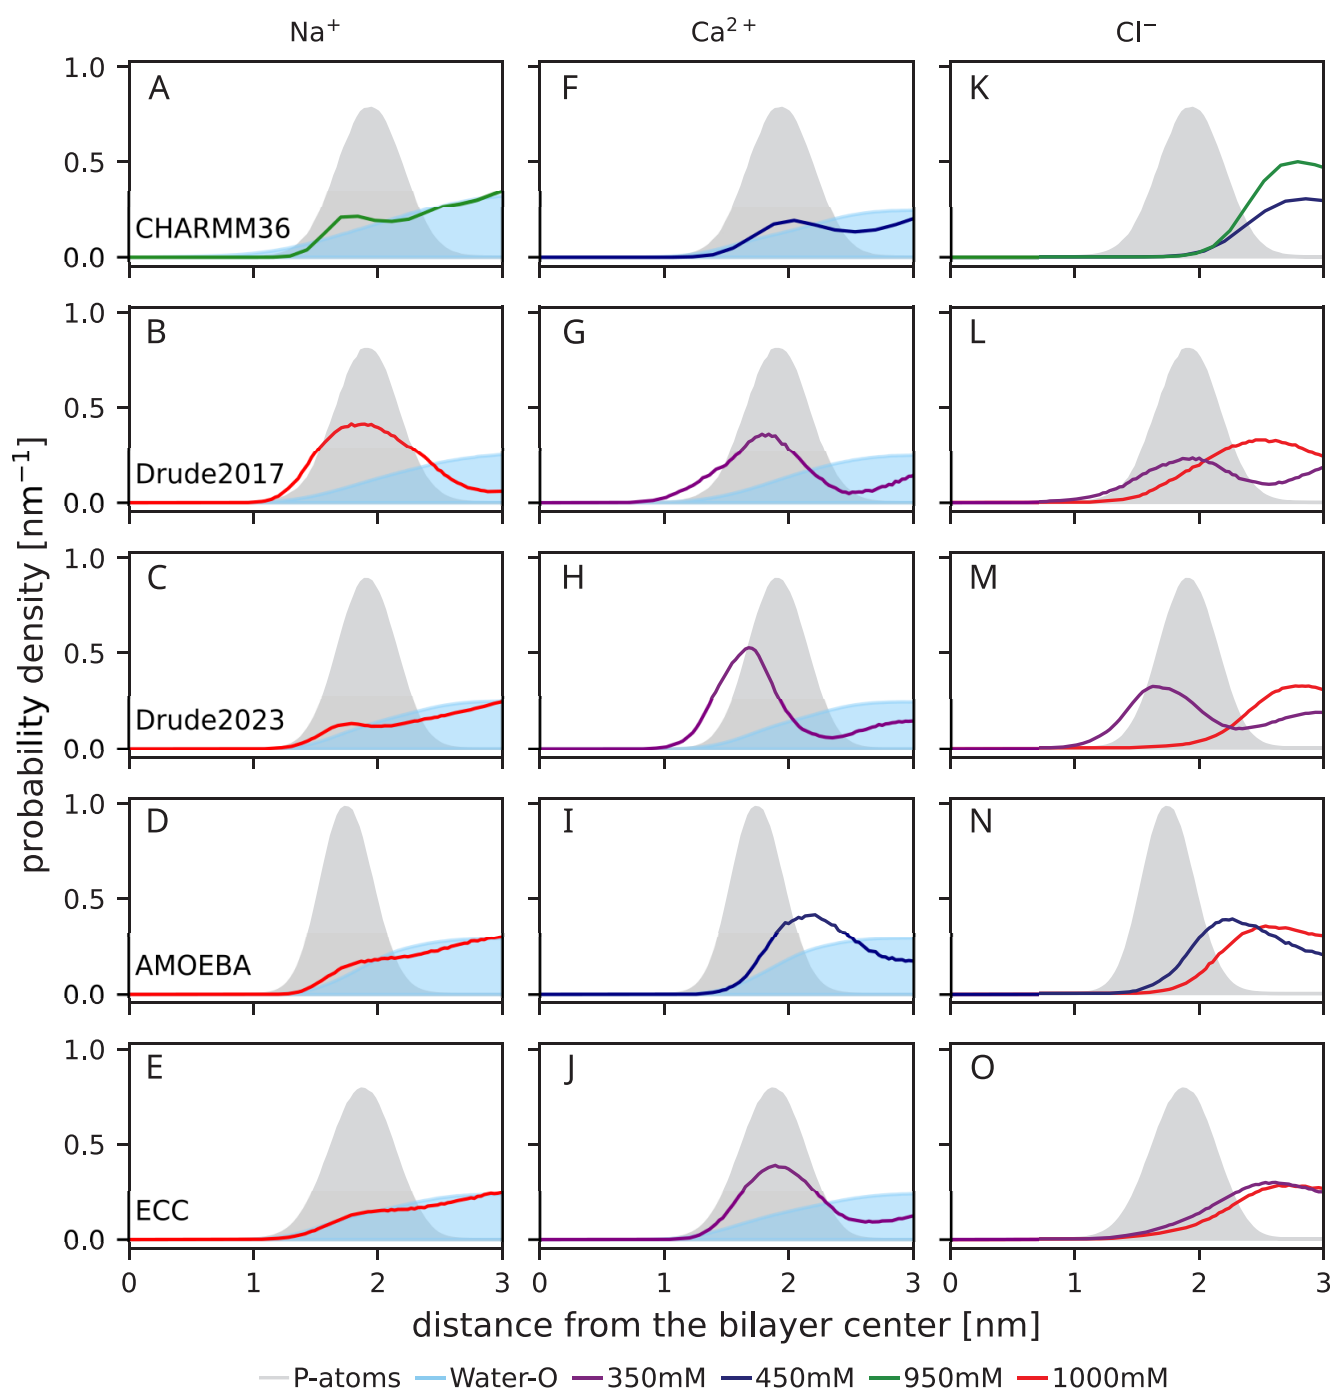 Na⁺ Ca²⁺ Cl⁻
1.0 A F K
0.5
CHARMM36
0.0
1.0 B G L
0.5
Drude2017
0.0
1.0 C H M
0.5
Drude2023
0.0
1.0 D I N
0.5
AMOEBA
0.0
1.0 E J O
0.5
ECC
0.0
0 1 2 3 0 1 2 3 0 1 2 3
probability density [nm⁻¹]
distance from the bilayer center [nm]
P-atoms Water-O 350mM 450mM 950mM 1000mM